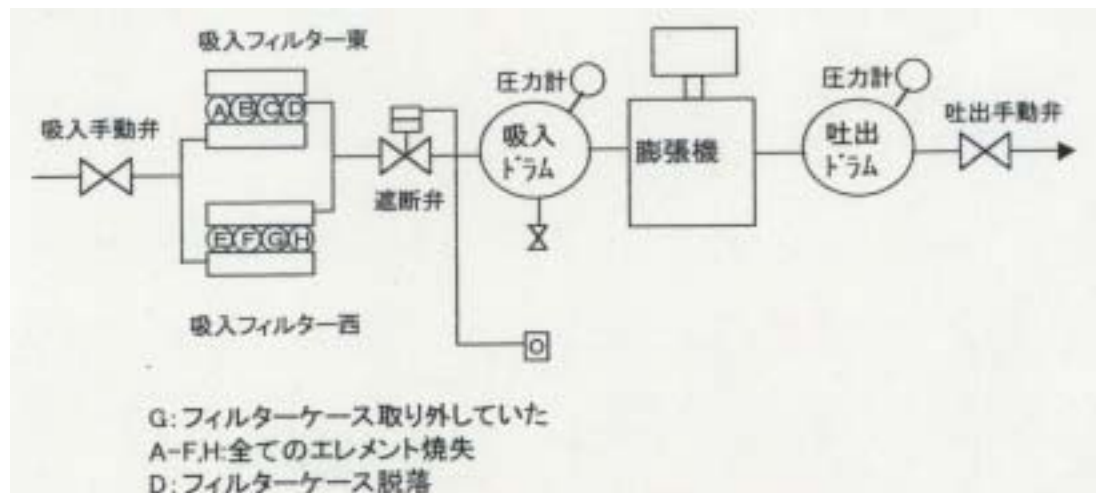 吸入フィルター東
圧力計
圧力計
吸入手動弁
ABCD
吐出手動弁
吸入
ドラム
膨張機
吐出
ドラム
遮断弁
EFGH
吸入フィルター西
O
G:フィルターケース取り外していた
A-F,H:全てのエレメント焼失
D:フィルターケース脱落